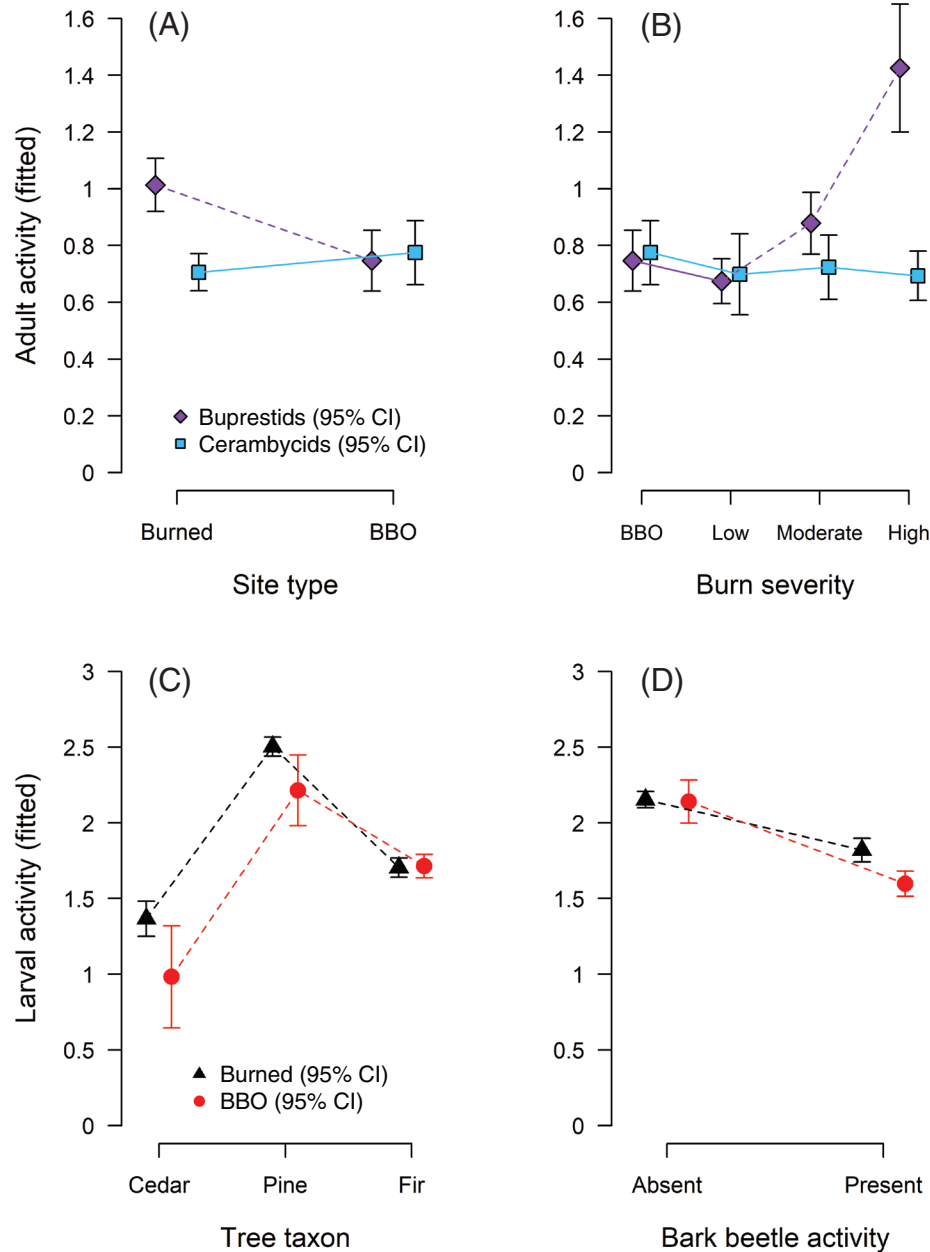 (A)
Adult activity (fitted)
1.6
1.4
1.2
1
0.8
0.6
0.4
0.2
0
Buprestids (95% CI)
Cerambycids (95% CI)
Burned BBO
Site type
(B)
1.6
1.4
1.2
1
0.8
0.6
0.4
0.2
0
BBO Low Moderate High
Burn severity
(C)
Larval activity (fitted)
3
2.5
2
1.5
1
0.5
0
Burned (95% CI)
BBO (95% CI)
Cedar Pine Fir
Tree taxon
(D)
3
2.5
2
1.5
1
0.5
0
Absent Present
Bark beetle activity